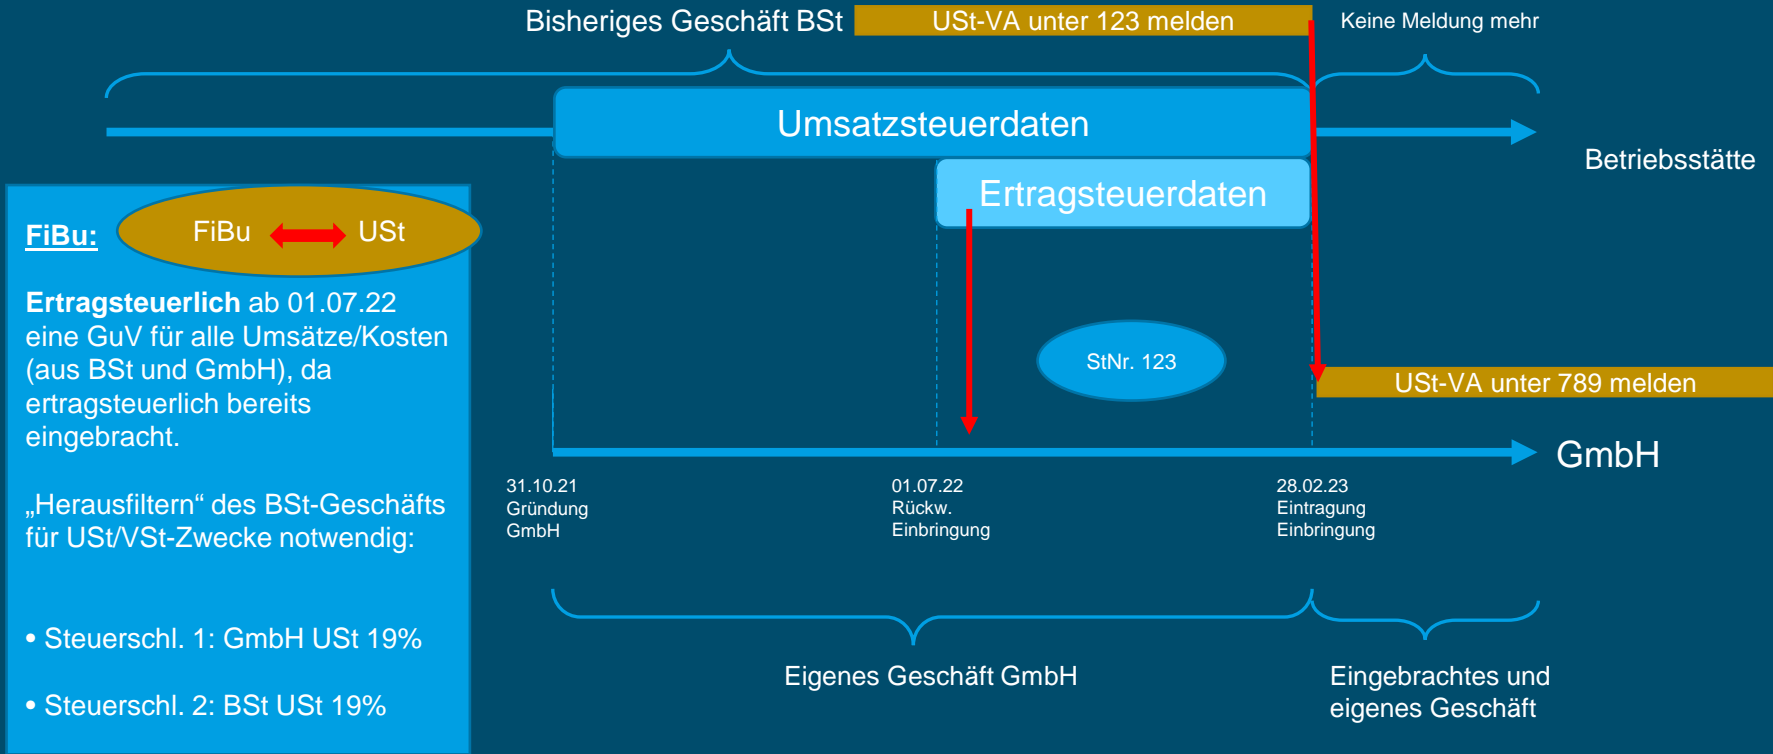 Bisheriges Geschäft BSt
USt-VA unter 123 melden
Keine Meldung mehr
Umsatzsteuerdaten
Betriebsstätte
Ertragsteuerdaten
FiBu:
FiBu
USt
Ertragsteuerlich ab 01.07.22
eine GuV für alle Umsätze/Kosten
(aus BSt und GmbH), da
ertragsteuerlich bereits
eingebracht.
„Herausfiltern“ des BSt-Geschäfts
für USt/VSt-Zwecke notwendig:
• Steuerschl. 1: GmbH USt 19%
• Steuerschl. 2: BSt USt 19%
StNr. 123
USt-VA unter 789 melden
GmbH
31.10.21
Gründung
GmbH
01.07.22
Rückw.
Einbringung
28.02.23
Eintragung
Einbringung
Eigenes Geschäft GmbH
Eingebrachtes und
eigenes Geschäft